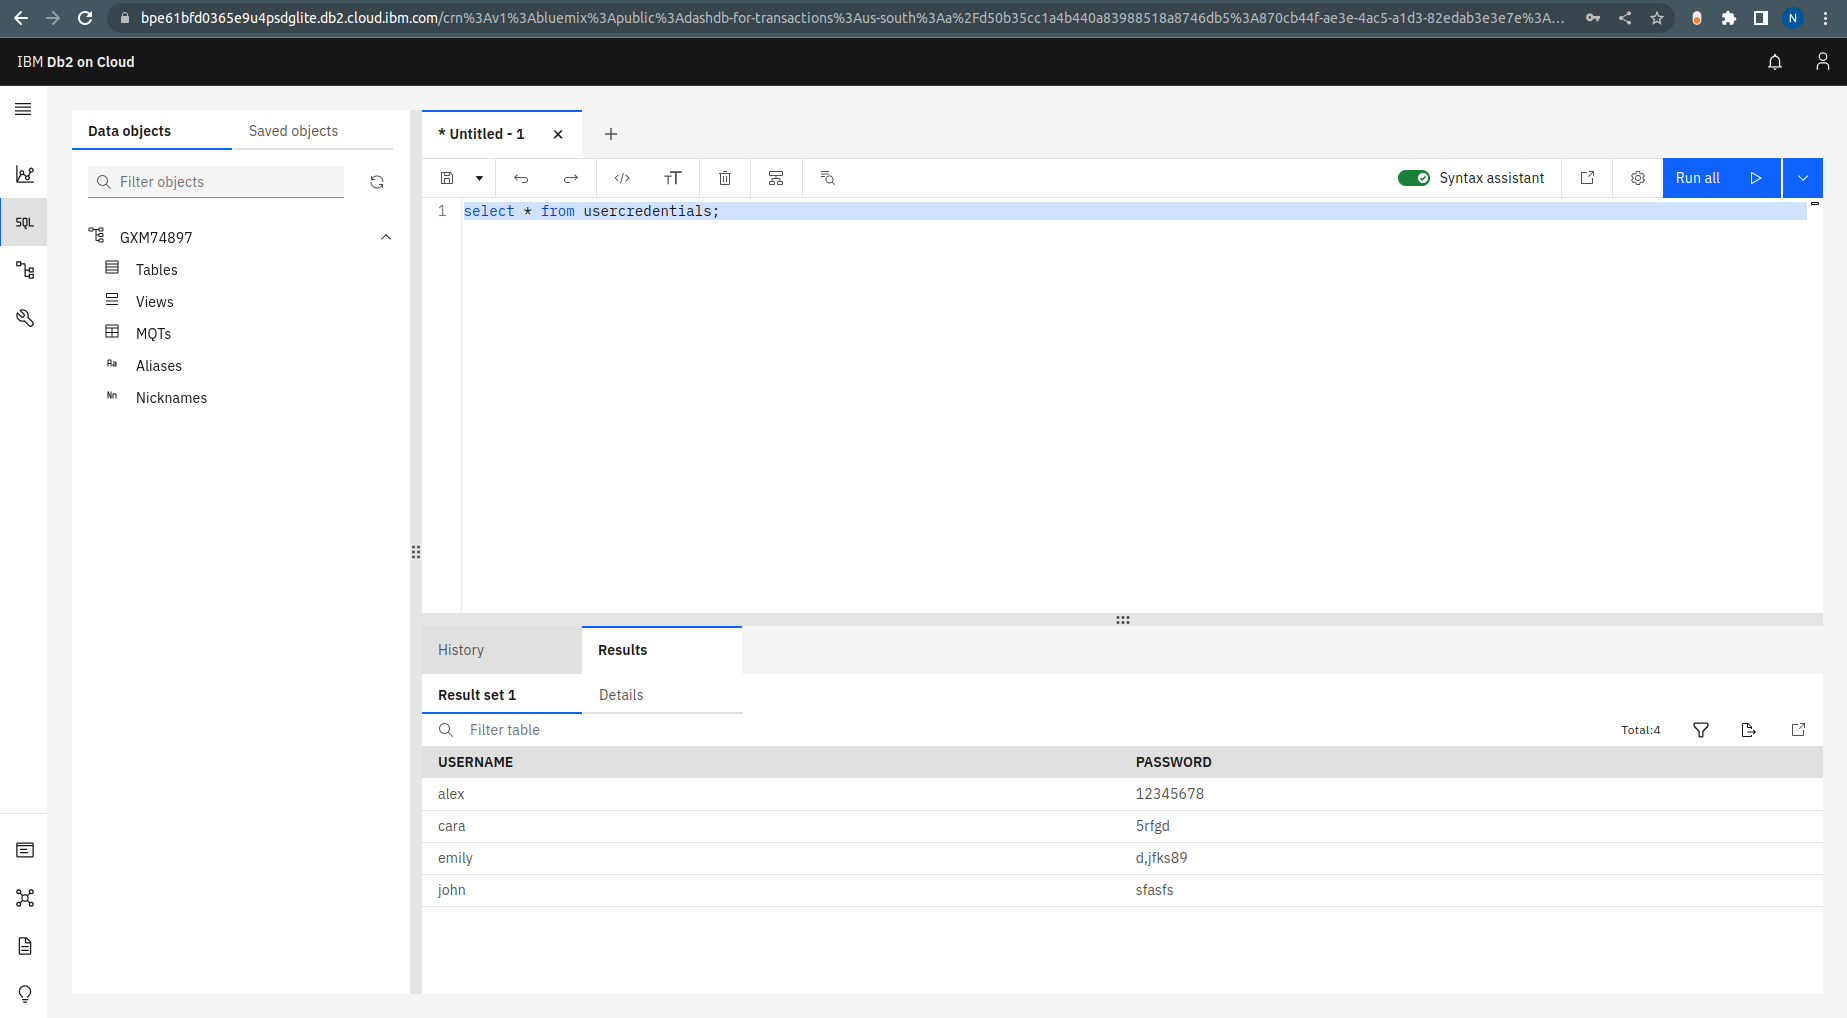 bpe61bfd0365e9u4psdglite.db2.cloud.ibm.com/crn%3Av1%3Abluemix%3Apublic%3Adashdb-for-transactions%3Aus-south%3Aa%2Fd50b35cc1a4b440a83988518a8746db5%3A870cb44f-ae3e-4ac5-a1d3-82edab3e3e7e%3A... N
IBM Db2 on Cloud
Data objects Saved objects
* Untitled - 1
Filter objects
Syntax assistant Run all
SQL
1 select * from usercredentials;
GXM74897
Tables
Views
MQTs
Aa Aliases
Nn Nicknames
History Results
Result set 1 Details
Filter table Total:4
USERNAME PASSWORD
alex 12345678
cara 5rfgd
emily d,jfks89
john sfasfs